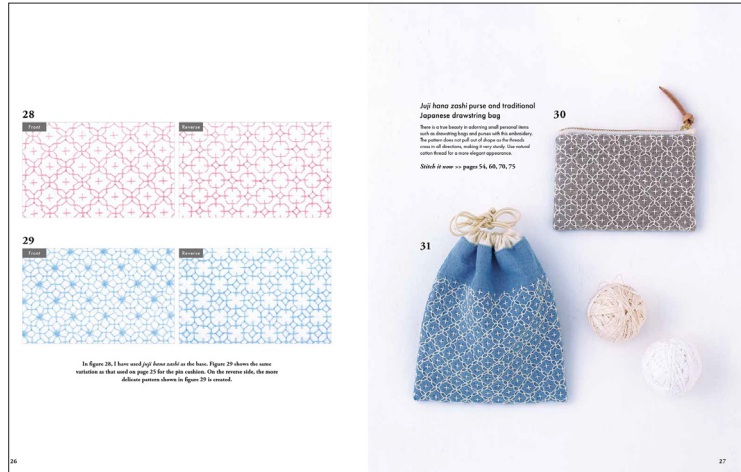 28
Front
Reverse
29
Front
Reverse
In figure 28, I have used juji hana zashi as the base. Figure 29 shows the same
variation as that used on page 25 for the pin cushion. On the reverse side, the more
delicate pattern shown in figure 29 is created.
26
Juji hana zashi purse and traditional
Japanese drawstring bag
There is a true beauty in adorning small personal items
such as drawstring bags and purses with this embroidery.
The pattern does not pull out of shape as the threads
cross in all directions, making it very sturdy. Use natural
cotton thread for a more elegant appearance.
Stitch it now >> pages 54, 60, 70, 75
30
31
27